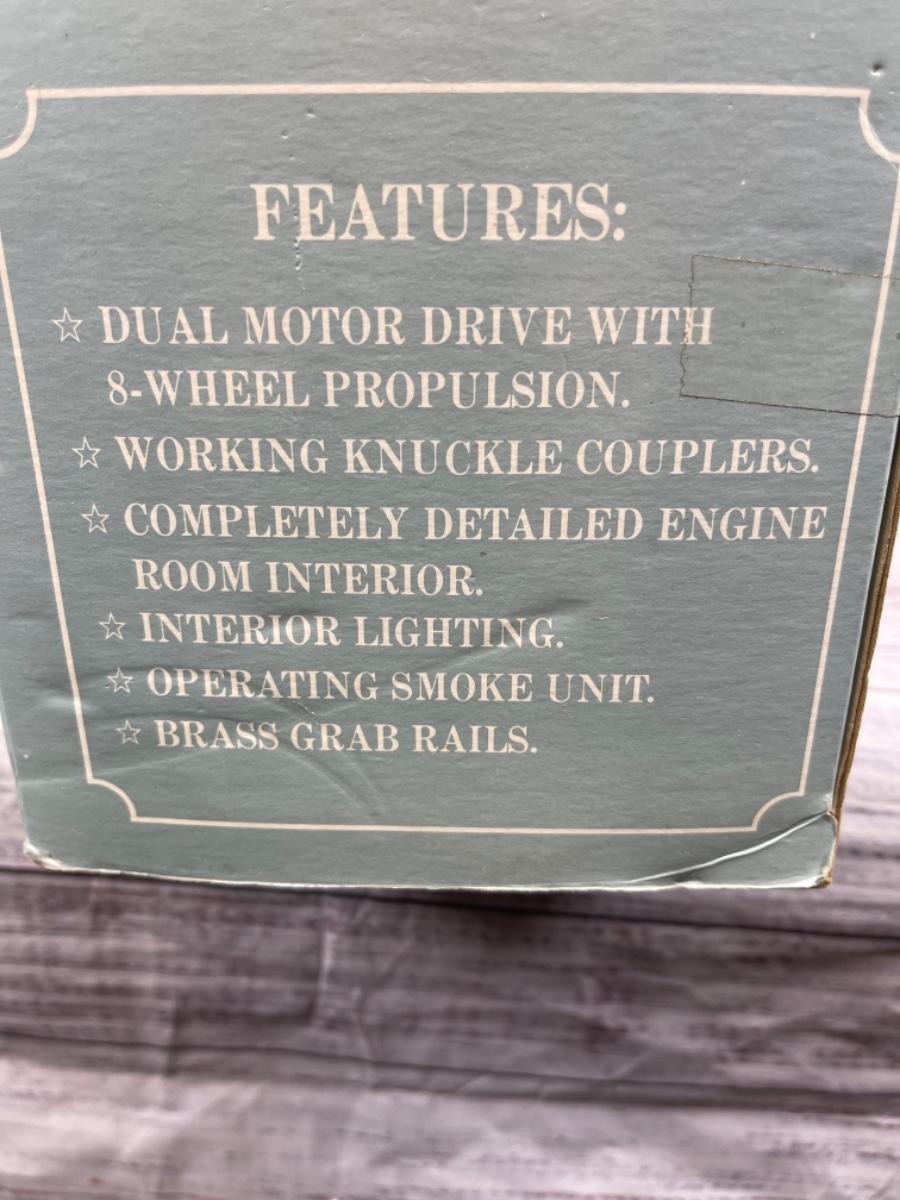 FEATURES:
☆ DUAL MOTOR DRIVE WITH
8-WHEEL PROPULSION.
☆ WORKING KNUCKLE COUPLERS.
☆ COMPLETELY DETAILED ENGINE
ROOM INTERIOR.
☆ INTERIOR LIGHTING.
☆ OPERATING SMOKE UNIT.
☆ BRASS GRAB RAILS.